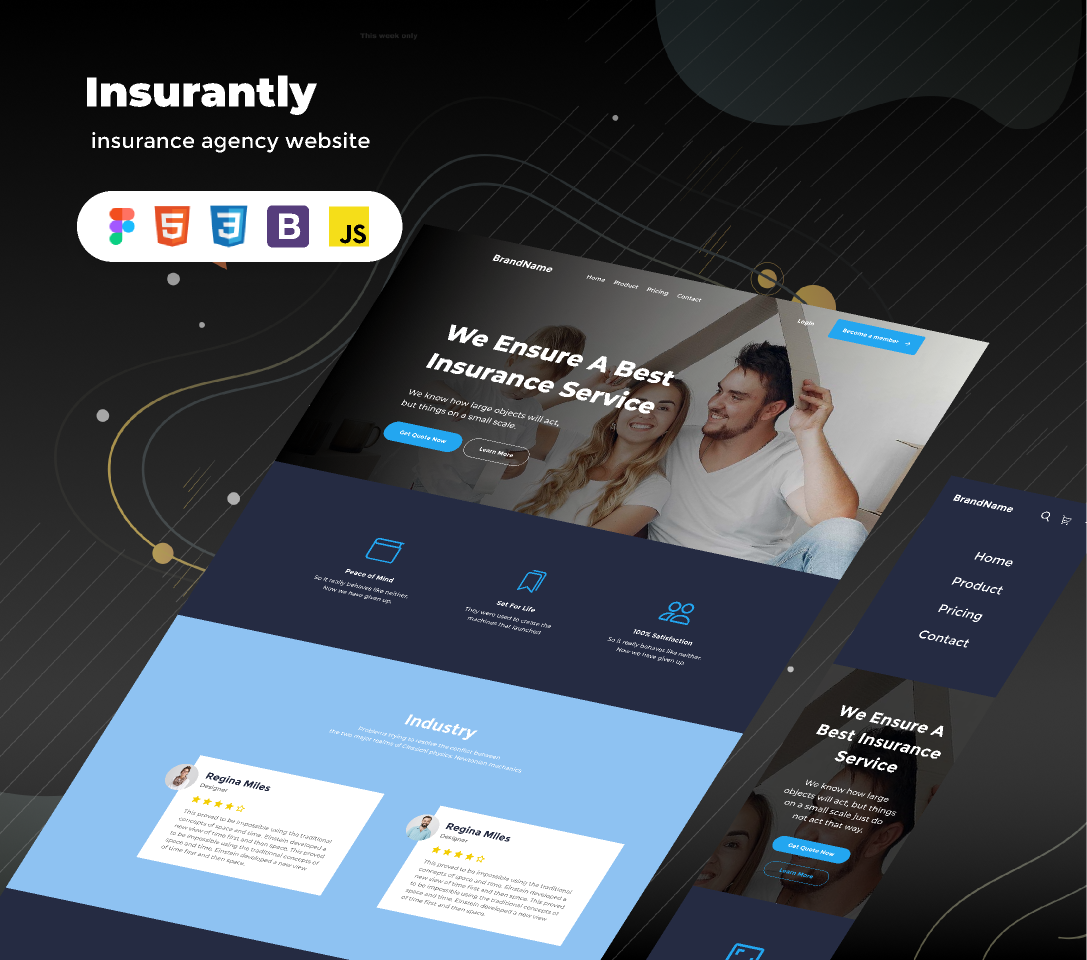 This week only
Insurantly
insurance agency website
5
3
B
JS
BrandName
Home
Product
Pricing
Contact
Login
Become a member
We Ensure A Best
Insurance Service
We know how large objects will act,
but things on a small scale.
Get Quote Now
Learn More
Peace of Mind
So it really behaves like neither.
Now we have given up.
Set For Life
They were used to create the
machines that launched
100% Satisfaction
So it really behaves like neither
Now we have given up
Industry
Problems trying to resolve the conflict between
the two major realms of Classical physics: Newtonian mechanics
Regina Miles
Designer
This proved to be impossible using the traditional
concepts of space and time. Einstein developed a
new view of time first and then space. This proved
to be impossible using the traditional concepts of
space and time. Einstein developed a new view
of time first and then space.
Regina Miles
Designer
This proved to be impossible using the traditional
concepts of space and time. Einstein developed a
new view of time first and then space. This proved
to be impossible using the traditional concepts of
space and time. Einstein developed a new view
of time first and then space.
BrandName
Home
Product
Pricing
Contact
We Ensure A
Best Insurance
Service
We know how large
objects will act, but things
on a small scale just do
not act that way.
Get Quote Now
Learn More